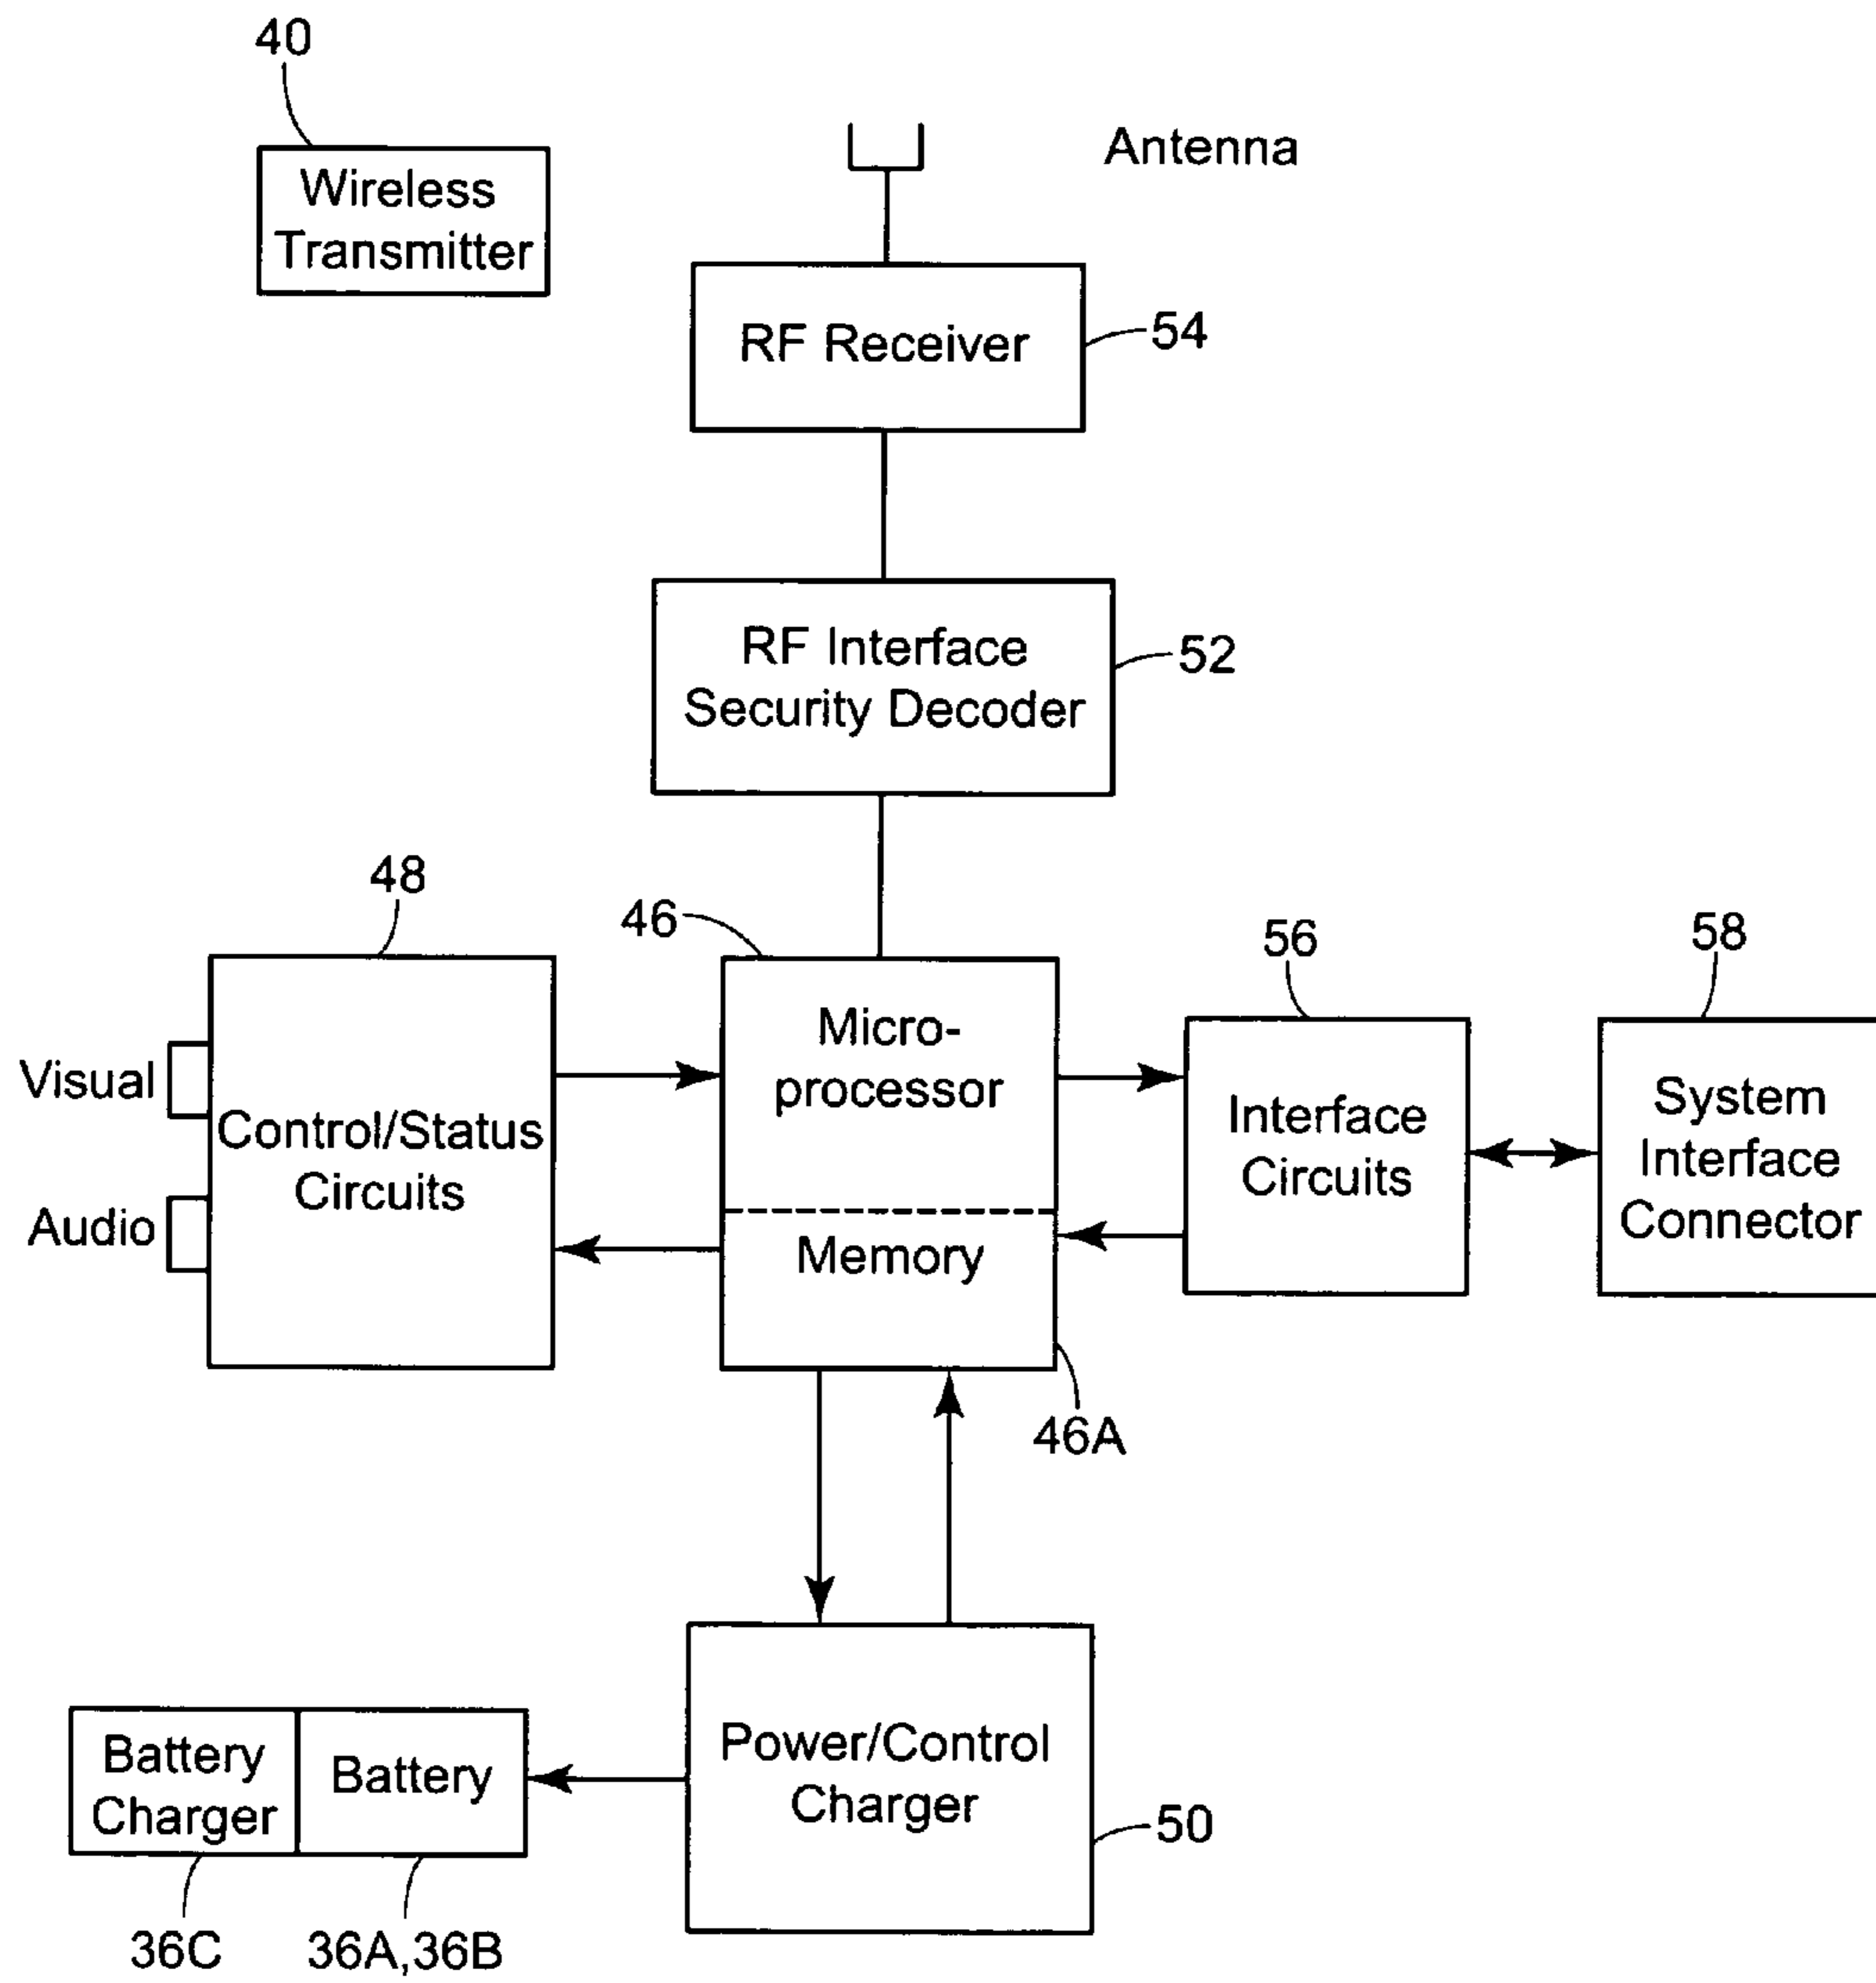 40
Wireless
Transmitter
Antenna
RF Receiver
54
RF Interface
Security Decoder
52
48
46
56
58
Visual
Audio
Control/Status
Circuits
Micro-
processor
Memory
46A
Interface
Circuits
System
Interface
Connector
Battery
Charger
Battery
Power/Control
Charger
50
36C
36A,36B